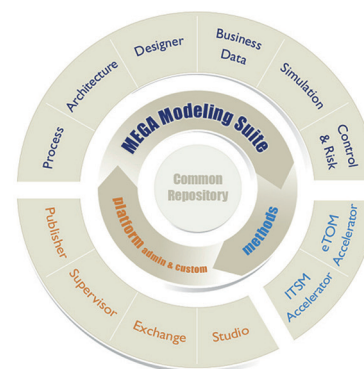 Process
Architecture
Designer
Business
Data
Simulation
Control
& Risk
MEGA Modeling Suite
Common
Repository
platform admin & custom
methods
Publisher
Supervisor
Exchange
Studio
ITSM
Accelerator
eTOM
Accelerator